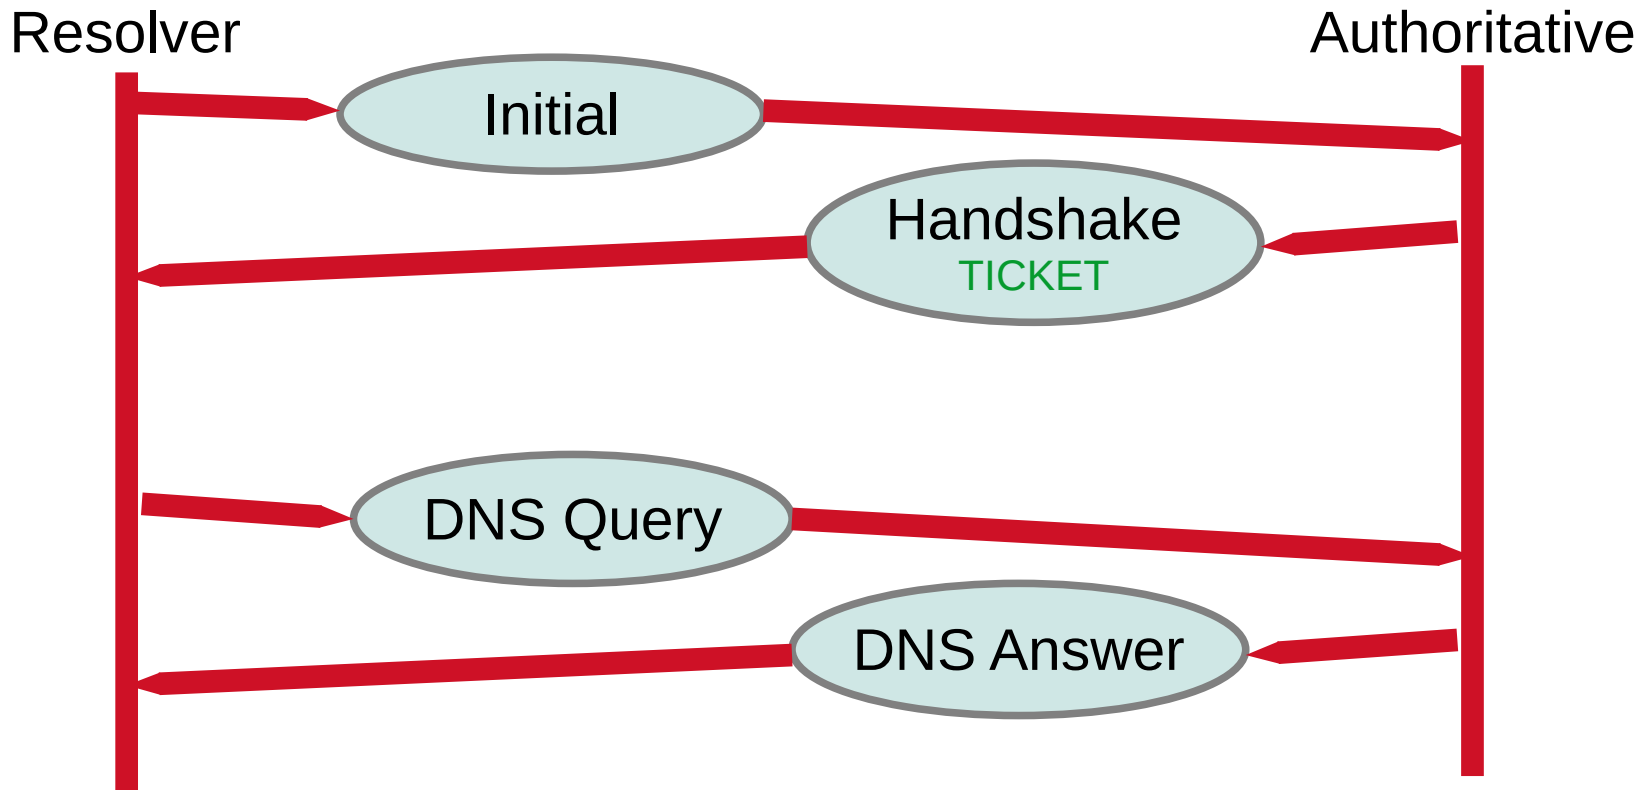 Resolver
Authoritative
Initial
Handshake
TICKET
DNS Query
DNS Answer